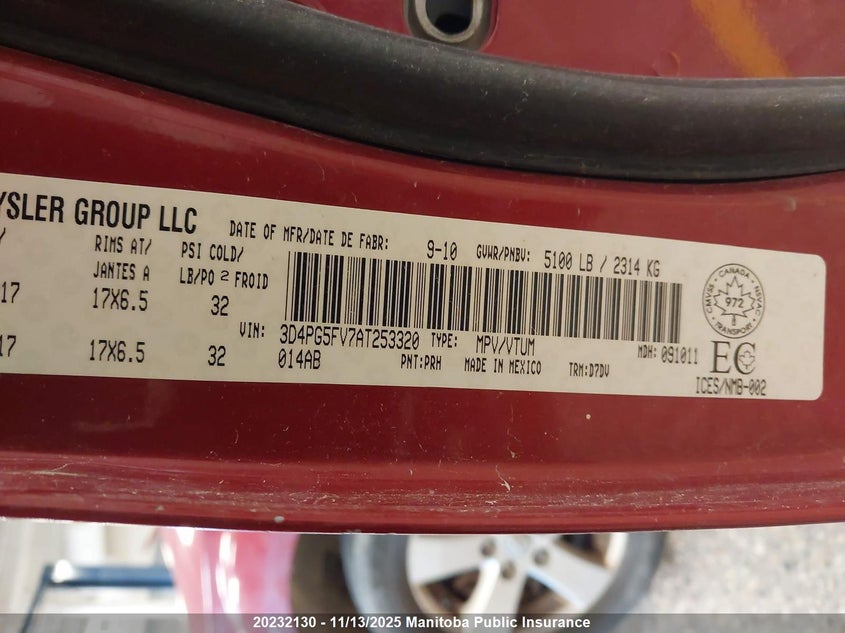 YSLER GROUP LLC DATE OF MFR/DATE DE FABR: 9-10 GVWR/PNBV: 5100 LB / 2314 KG
RIMS AT/ PSI COLD/
JANTES A LB/PO 2 FROID
17 17X6.5 32
VIN: 3D4PG5FV7AT253320 TYPE: MPV/VTUM MDH: 091011
17 17X6.5 32 014AB PNT:PRH MADE IN MEXICO TRM:D7DV
CMVSS - CANADA - NSVAC
972
TRANSPORT
EC
ICES/NMB-002
20232130 - 11/13/2025 Manitoba Public Insurance